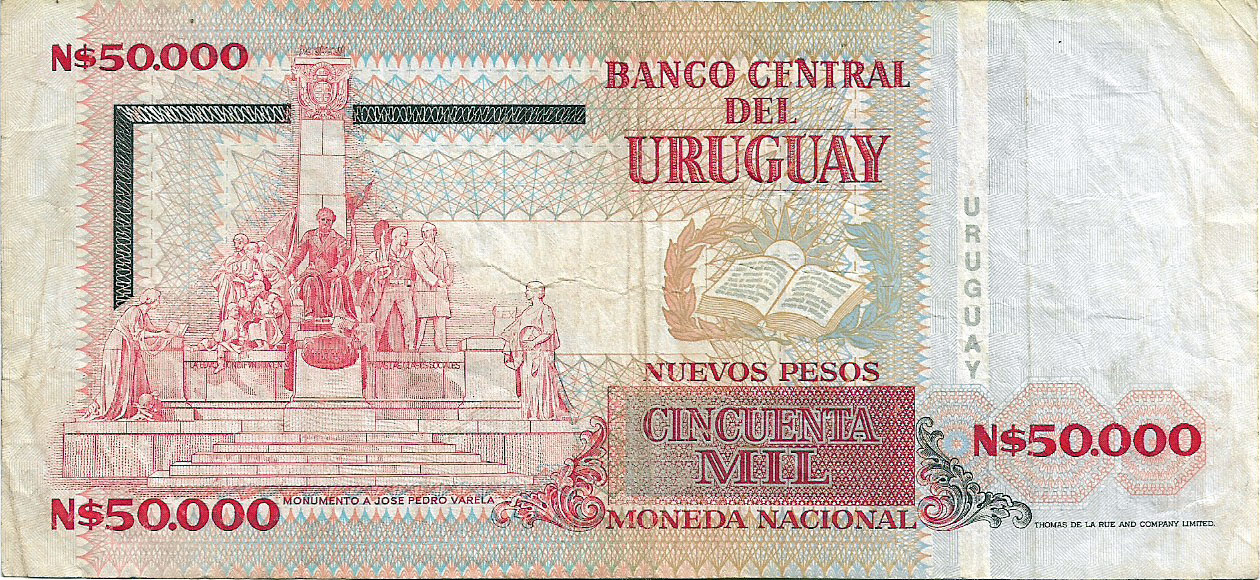 N$50.000
BANCO CENTRAL
DEL
URUGUAY
URUGUAY
NUEVOS PESOS
CINCUENTA
MIL
N$50.000
N$50.000
MONUMENTO A JOSE PEDRO VARELA
MONEDA NACIONAL
THOMAS DE LA RUE AND COMPANY LIMITED.